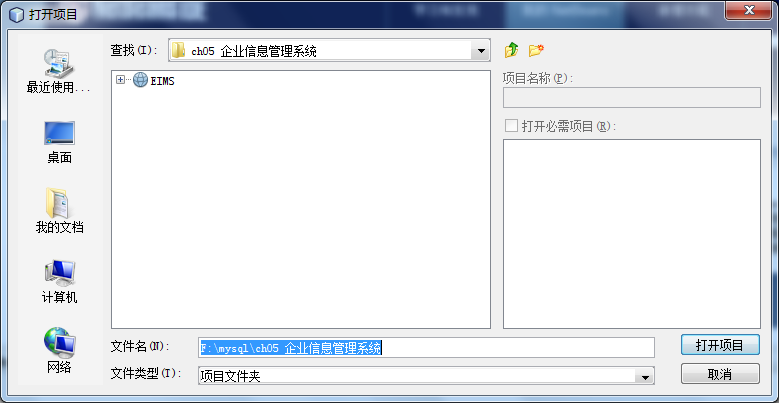 打开项目
查找(I):
ch05 企业信息管理系统
最近使用...
桌面
我的文档
计算机
网络
EIMS
项目名称(P):
打开必需项目(R):
文件名(N):
F:\mysql\ch05 企业信息管理系统
打开项目
文件类型(T):
项目文件夹
取消